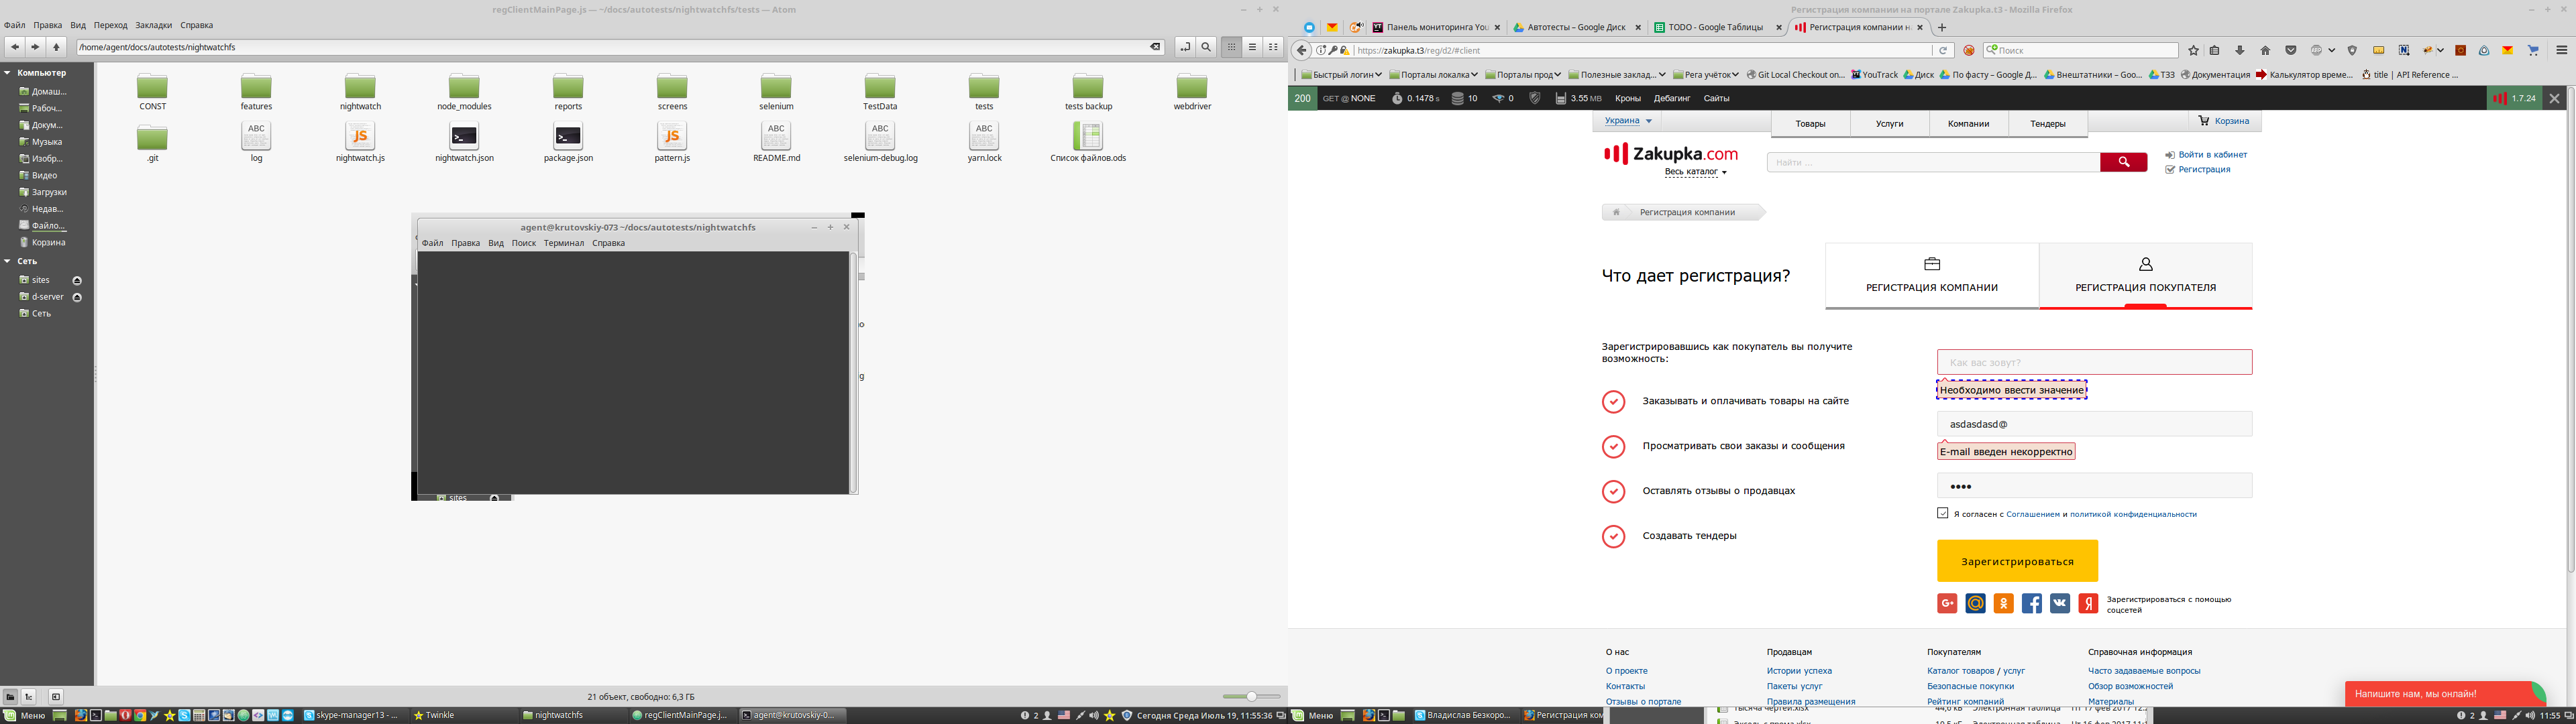 regClientMainPage.js — ~/docs/autotests/nightwatchfs/tests — Atom
Файл Правка Вид Переход Закладки Справка
/home/agent/docs/autotests/nightwatchfs
Компьютер
Домаш...
Рабоч...
Докум...
Музыка
Изобр...
Видео
Загрузки
Недав...
Файло...
Корзина
Сеть
sites
d-server
Сеть
CONST features nightwatch node_modules reports screens selenium TestData tests tests backup webdriver
.git log nightwatch.js nightwatch.json package.json pattern.js README.md selenium-debug.log yarn.lock Список файлов.ods
agent@krutovskiy-073 ~/docs/autotests/nightwatchfs
Файл Правка Вид Поиск Терминал Справка
sites
21 объект, свободно: 6,3 ГБ
Меню skype-manager13 - ... Twinkle nightwatchfs regClientMainPage.j... agent@krutovskiy-0... 2 Сегодня Среда Июль 19, 11:55:36
Регистрация компании на портале Zakupka.t3 - Mozilla Firefox
Панель мониторинга You Автотесты – Google Диск TODO - Google Таблицы Регистрация компании на
https://zakupka.t3/reg/d2/#client Поиск
Быстрый логин Порталы локалка Порталы прод Полезные заклад... Рега учёток Git Local Checkout on... YouTrack Диск По фасту – Google Д... Внештатники – Goo... ТЗЗ Документация Калькулятор време... title | API Reference ...
200 GET @ NONE 0.1478 s 10 0 3.55 MB Кроны Дебагинг Сайты 1.7.24
Украина Товары Услуги Компании Тендеры Корзина
Zakupka.com
Весь каталог
Найти ...
Войти в кабинет
Регистрация
Регистрация компании
Что дает регистрация?
РЕГИСТРАЦИЯ КОМПАНИИ РЕГИСТРАЦИЯ ПОКУПАТЕЛЯ
Зарегистрировавшись как покупатель вы получите
возможность:
Заказывать и оплачивать товары на сайте
Просматривать свои заказы и сообщения
Оставлять отзывы о продавцах
Создавать тендеры
Как вас зовут?
Необходимо ввести значение
asdasdasd@
E-mail введен некорректно
Я согласен с Соглашением и политикой конфиденциальности
Зарегистрироваться
Зарегистрироваться с помощью
соцсетей
О нас Продавцам Покупателям Справочная информация
О проекте Истории успеха Каталог товаров / услуг Часто задаваемые вопросы
Контакты Пакеты услуг Безопасные покупки Обзор возможностей
Отзывы о портале Правила размещения Рейтинг компаний Материалы
Напишите нам, мы онлайн!
Меню Владислав Безкоро... Регистрация ком 2 11:55